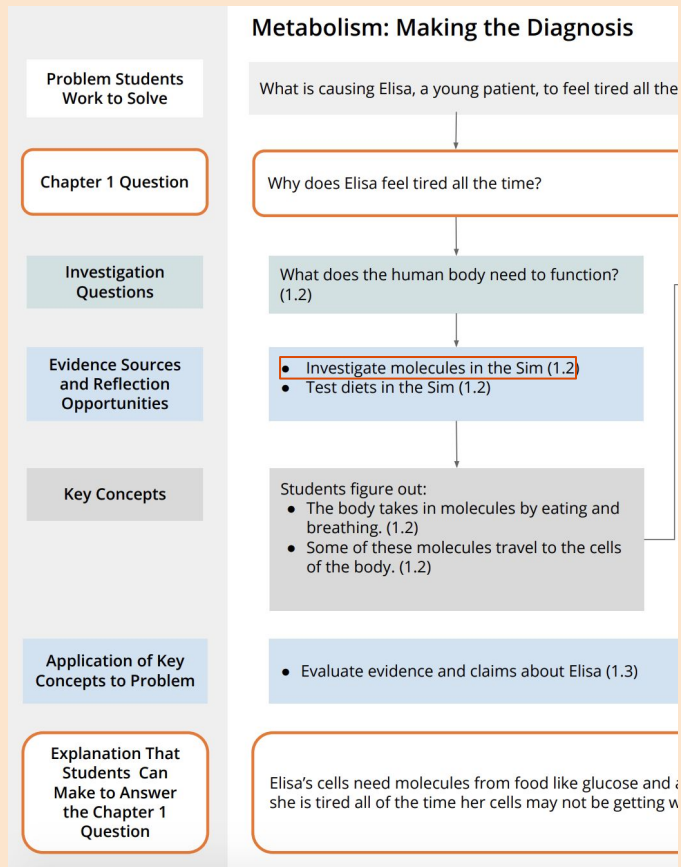 Metabolism: Making the Diagnosis
Problem Students
Work to Solve
What is causing Elisa, a young patient, to feel tired all the
Chapter 1 Question
Why does Elisa feel tired all the time?
Investigation
Questions
What does the human body need to function?
(1.2)
Evidence Sources
and Reflection
Opportunities
● Investigate molecules in the Sim (1.2)
● Test diets in the Sim (1.2)
Key Concepts
Students figure out:
● The body takes in molecules by eating and
breathing. (1.2)
● Some of these molecules travel to the cells
of the body. (1.2)
Application of Key
Concepts to Problem
● Evaluate evidence and claims about Elisa (1.3)
Explanation That
Students Can
Make to Answer
the Chapter 1
Question
Elisa’s cells need molecules from food like glucose and
she is tired all of the time her cells may not be getting